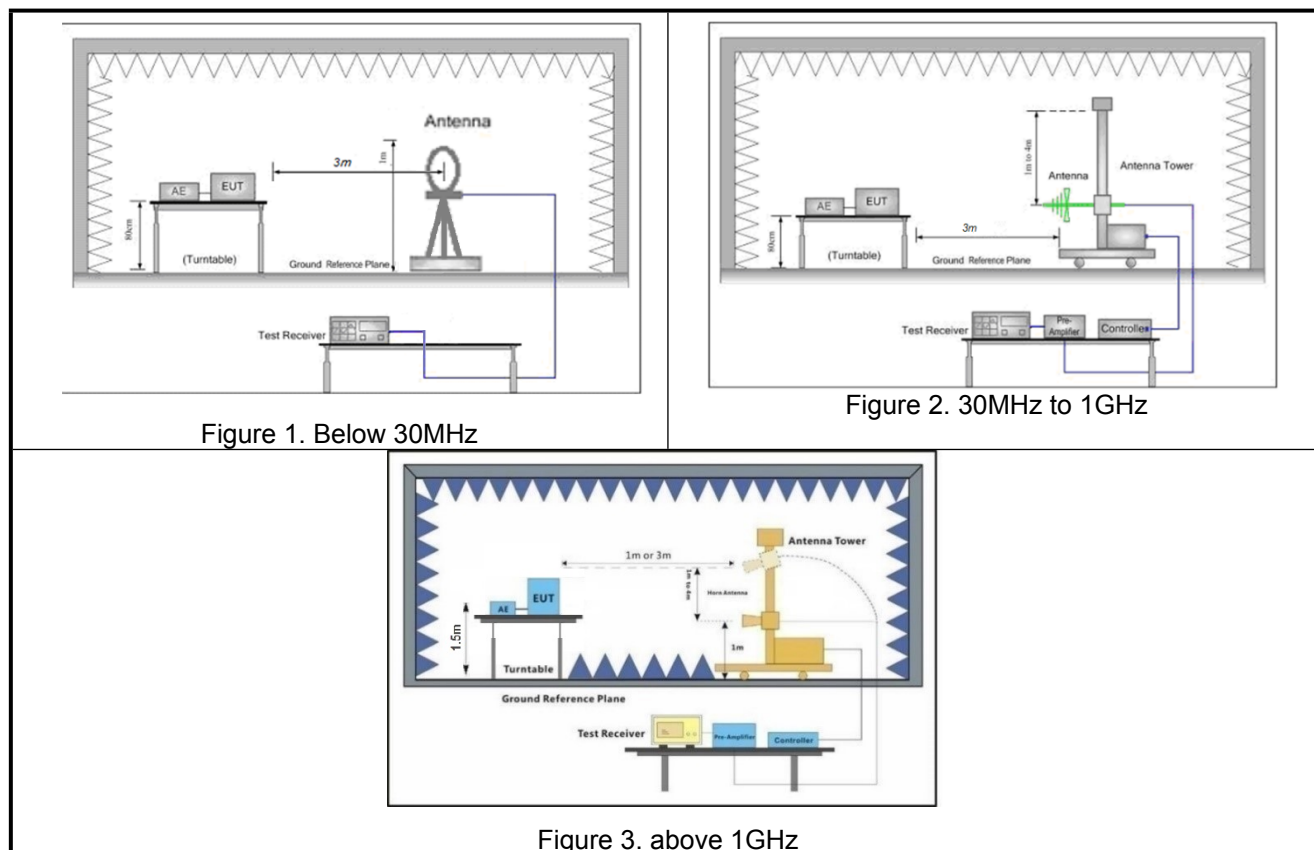 Antenna
3m
1m
AE
EUT
80cm
(Turntable)
Ground Reference Plane
Test Receiver
Figure 1. Below 30MHz
1m to 4m
Antenna
Antenna Tower
AE
EUT
3m
80cm
(Turntable)
Ground Reference Plane
Test Receiver
Pre-
Amplifier
Controller
Figure 2. 30MHz to 1GHz
Antenna Tower
1m or 3m
1m to 4m
Horn Antenna
EUT
AE
1.5m
1m
Turntable
Ground Reference Plane
Test Receiver
Pre-Amplifier
Controller
Figure 3. above 1GHz